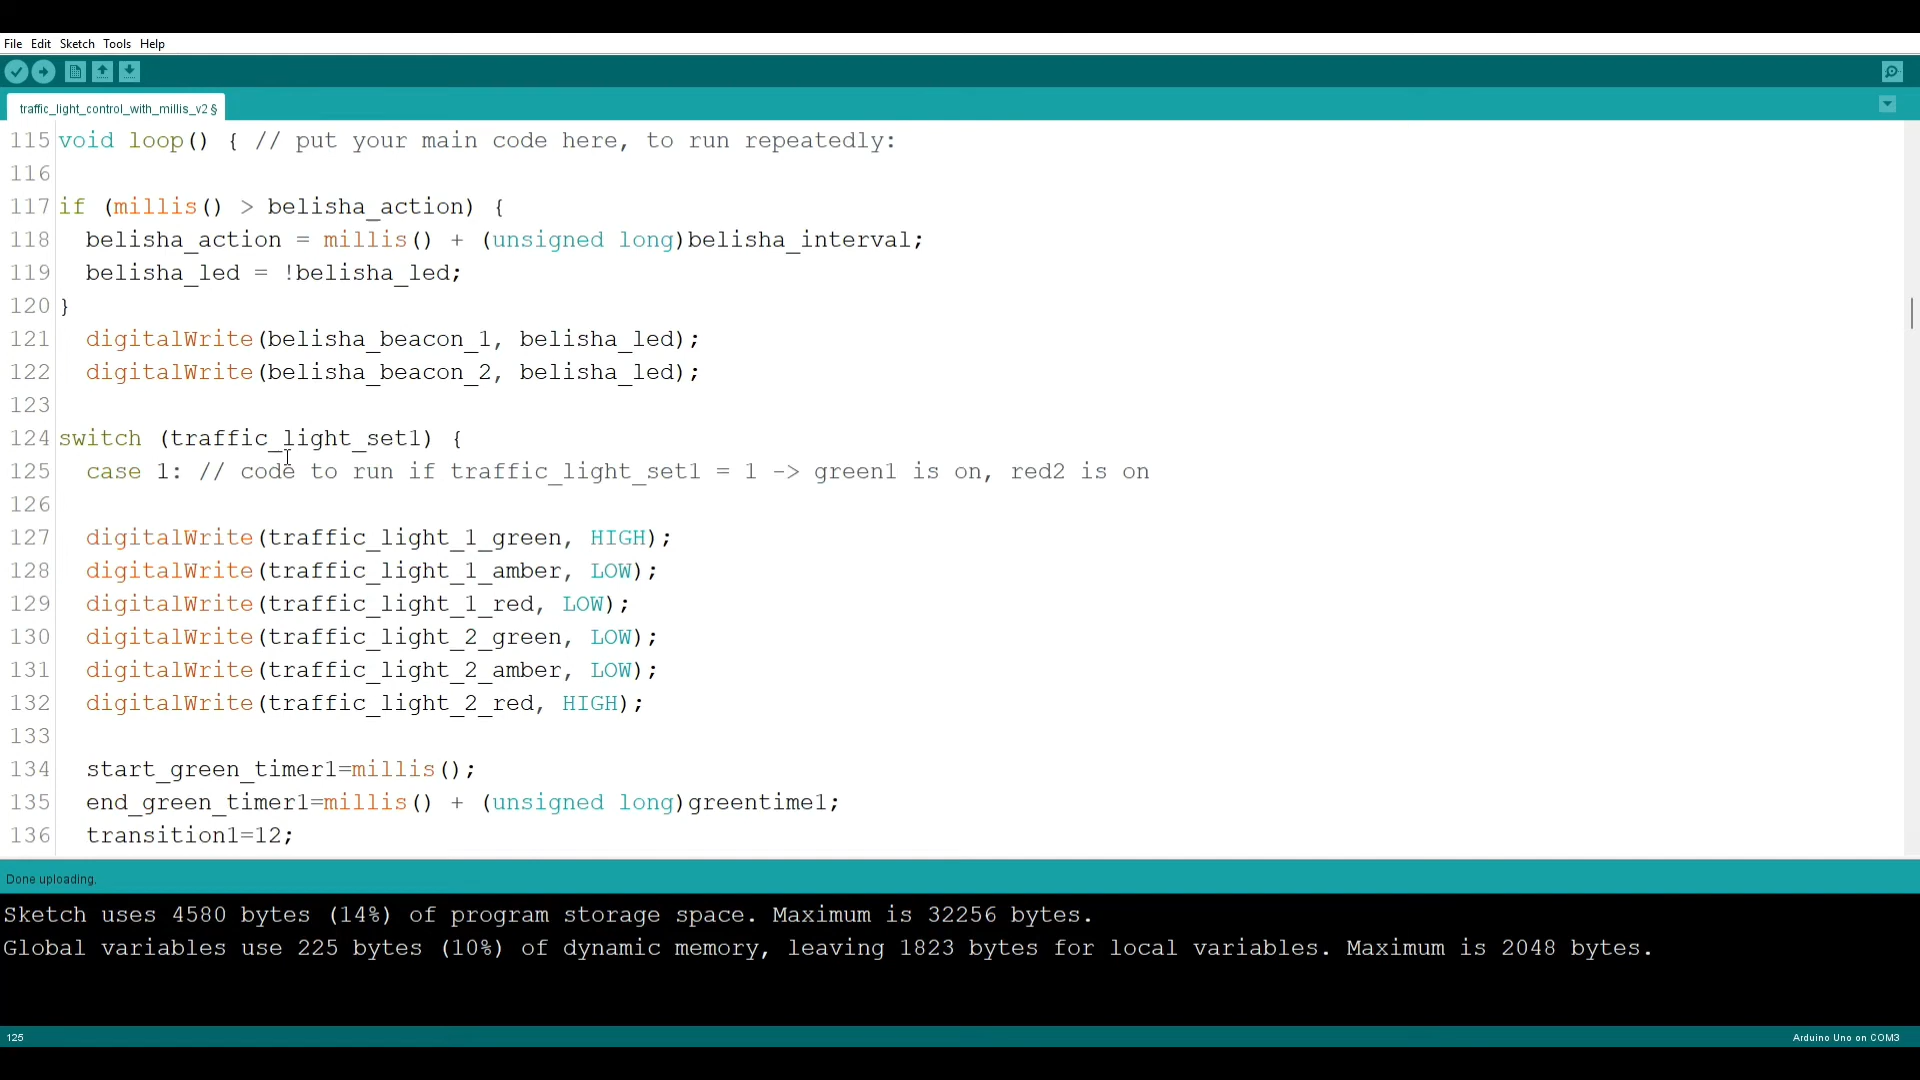 File Edit Sketch Tools Help
traffic_light_control_with_millis_v2 §
115 void loop() { // put your main code here, to run repeatedly:
116
117 if (millis() > belisha_action) {
118 belisha_action = millis() + (unsigned long)belisha_interval;
119 belisha_led = !belisha_led;
120 }
121 digitalWrite(belisha_beacon_1, belisha_led);
122 digitalWrite(belisha_beacon_2, belisha_led);
123
124 switch (traffic_light_set1) {
125 case 1: // code to run if traffic_light_set1 = 1 -> green1 is on, red2 is on
126
127 digitalWrite(traffic_light_1_green, HIGH);
128 digitalWrite(traffic_light_1_amber, LOW);
129 digitalWrite(traffic_light_1_red, LOW);
130 digitalWrite(traffic_light_2_green, LOW);
131 digitalWrite(traffic_light_2_amber, LOW);
132 digitalWrite(traffic_light_2_red, HIGH);
133
134 start_green_timer1=millis();
135 end_green_timer1=millis() + (unsigned long)greentime1;
136 transition1=12;
Done uploading.
Sketch uses 4580 bytes (14%) of program storage space. Maximum is 32256 bytes.
Global variables use 225 bytes (10%) of dynamic memory, leaving 1823 bytes for local variables. Maximum is 2048 bytes.
125
Arduino Uno on COM3